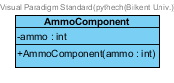 Visual Paradigm Standard(pythech(Bilkent Univ.)
AmmoComponent
-ammo : int
+AmmoComponent(ammo : int)